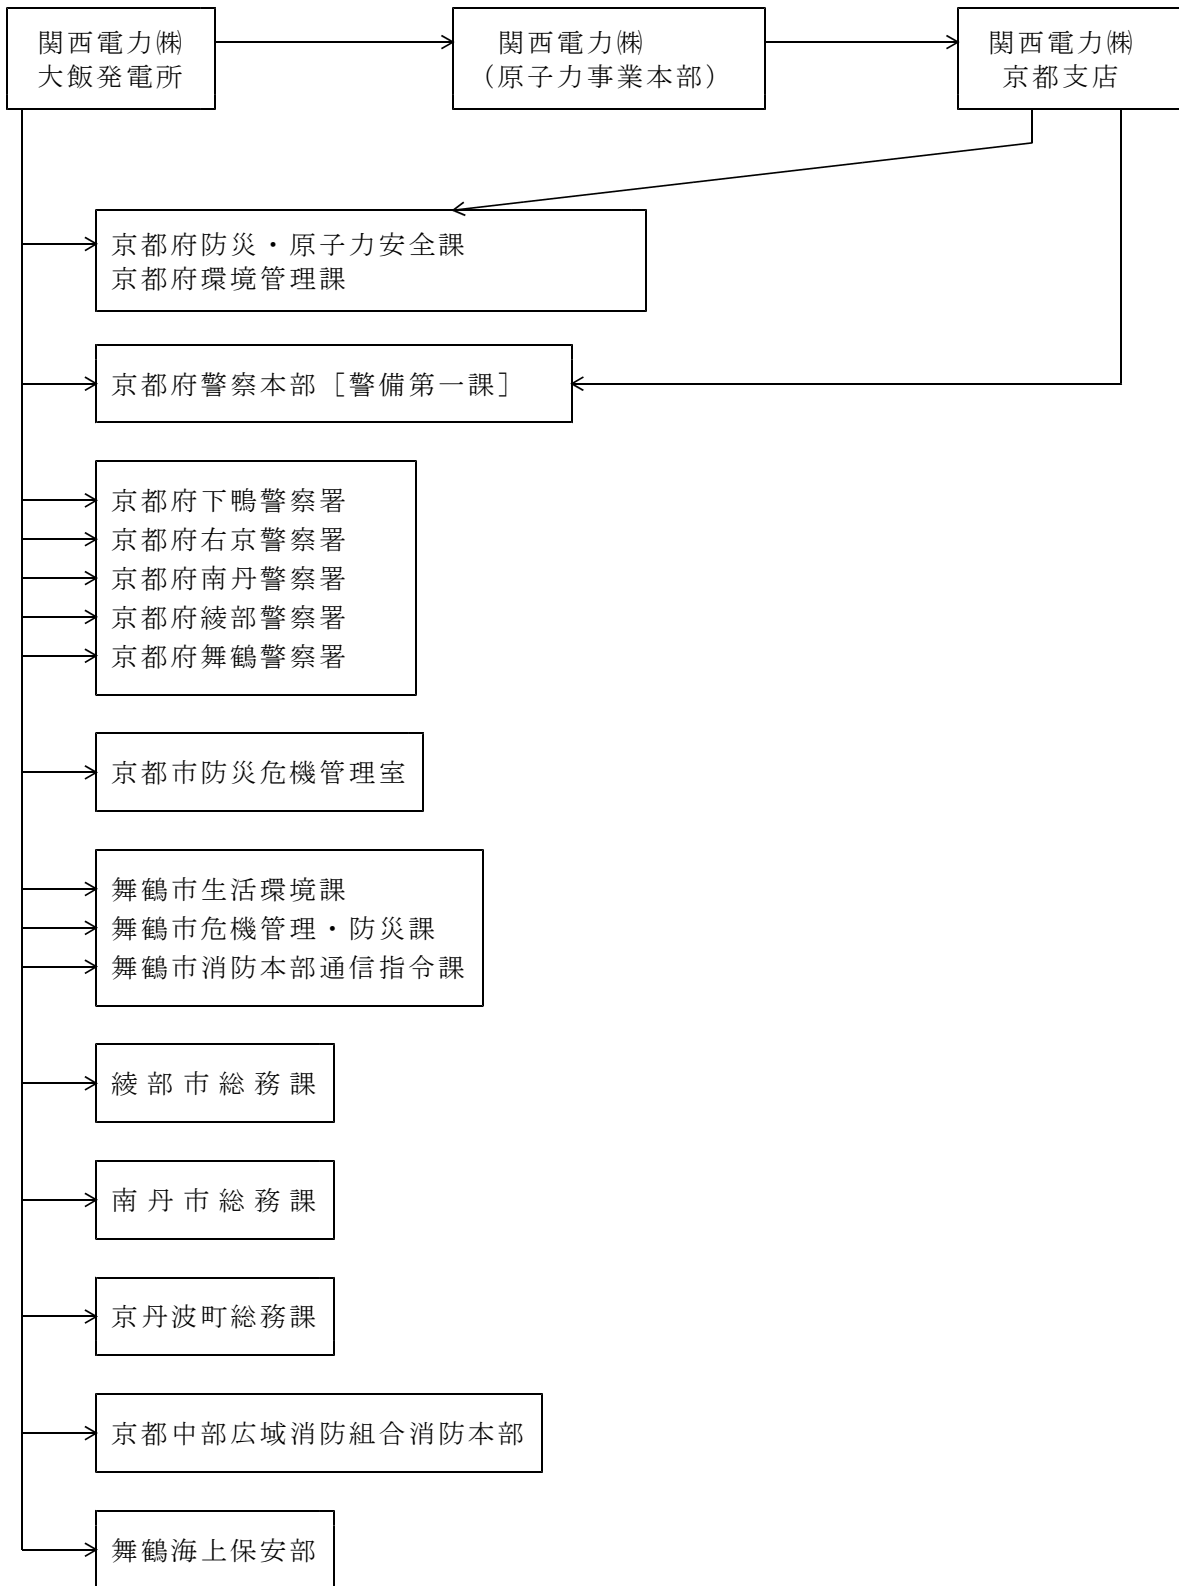 関西電力㈱
大飯発電所
関西電力㈱
（原子力事業本部）
関西電力㈱
京都支店
京都府防災・原子力安全課
京都府環境管理課
京都府警察本部［警備第一課］
京都府下鴨警察署
京都府右京警察署
京都府南丹警察署
京都府綾部警察署
京都府舞鶴警察署
京都市防災危機管理室
舞鶴市生活環境課
舞鶴市危機管理・防災課
舞鶴市消防本部通信指令課
綾部市総務課
南丹市総務課
京丹波町総務課
京都中部広域消防組合消防本部
舞鶴海上保安部